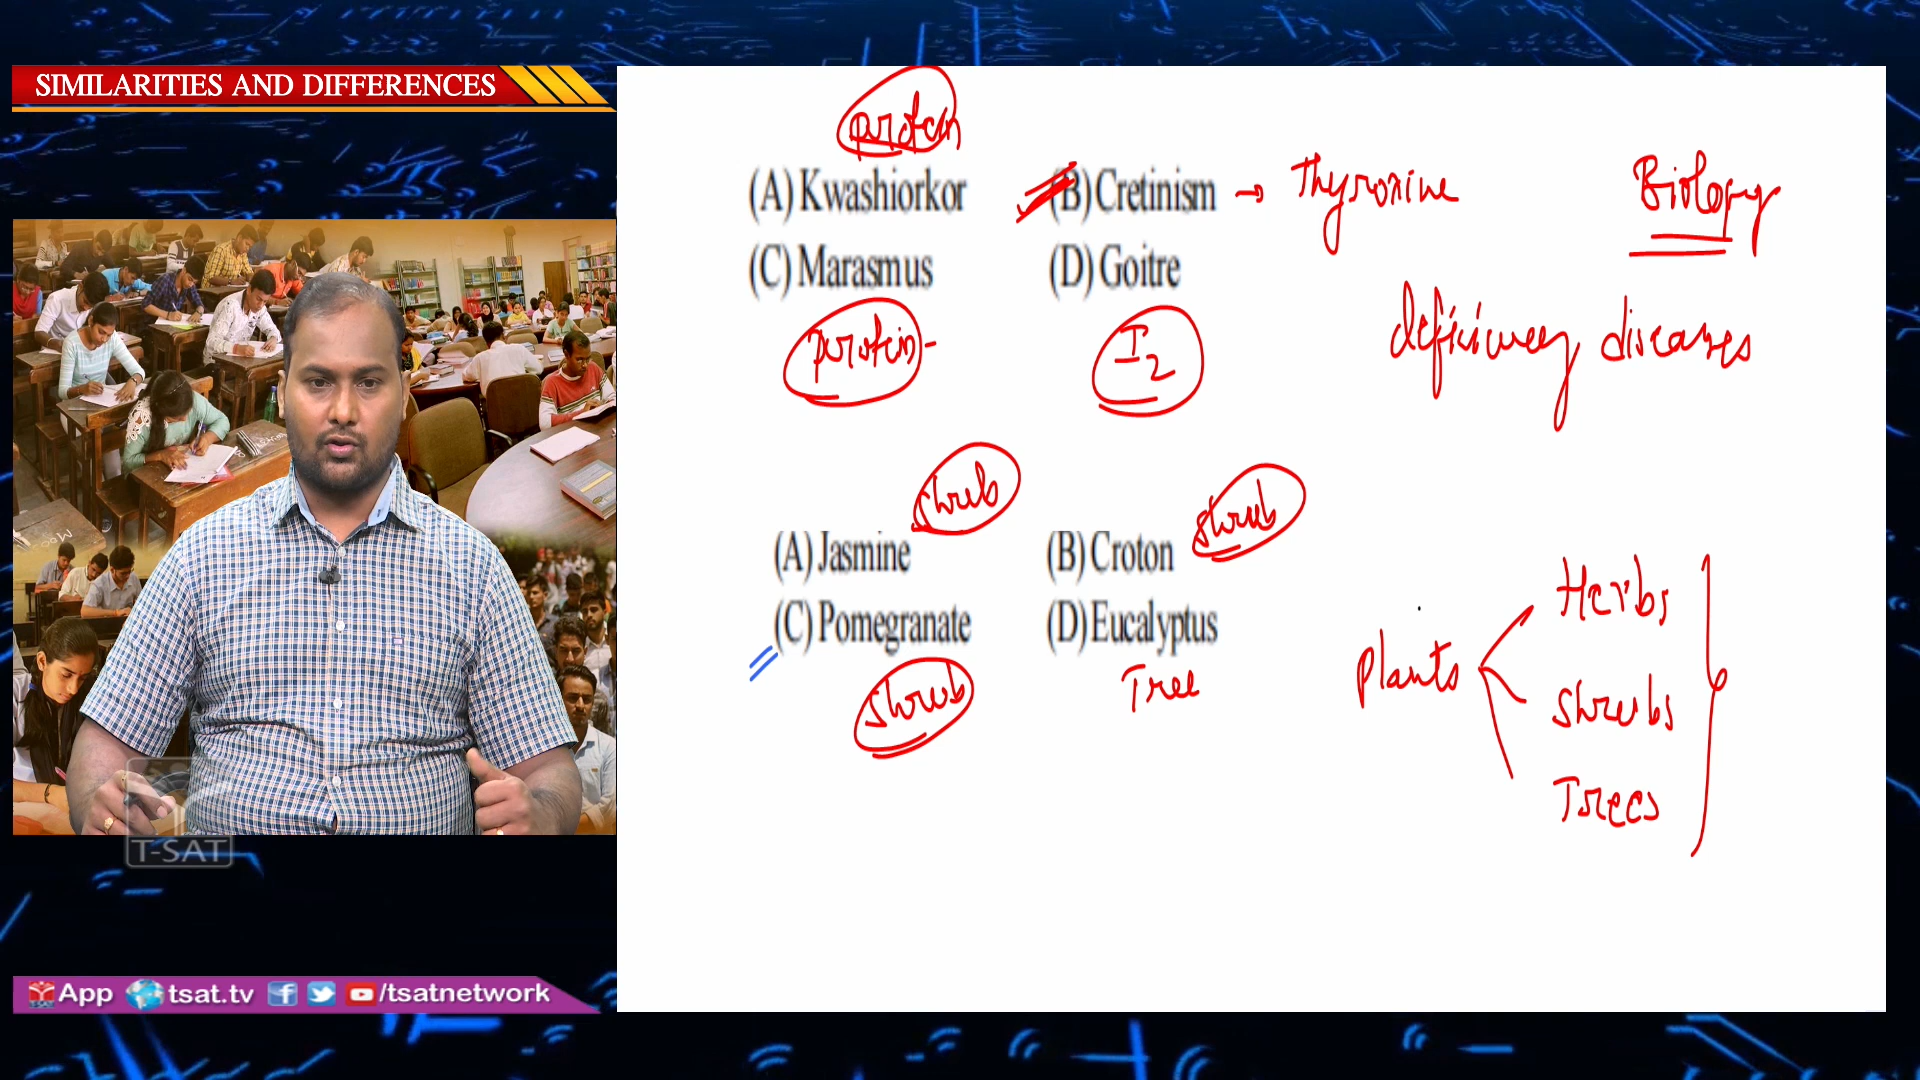 SIMILARITIES AND DIFFERENCES
protein
(A) Kwashiorkor (B) Cretinism → Thyroxine Biology
(C) Marasmus (D) Goitre
protein- I2 deficiency diseases
shrub shrub
(A) Jasmine (B) Croton
(C) Pomegranate (D) Eucalyptus
shrub Tree
Plants
Herbs
Shrubs
Trees
T-SAT
App tsat.tv /tsatnetwork